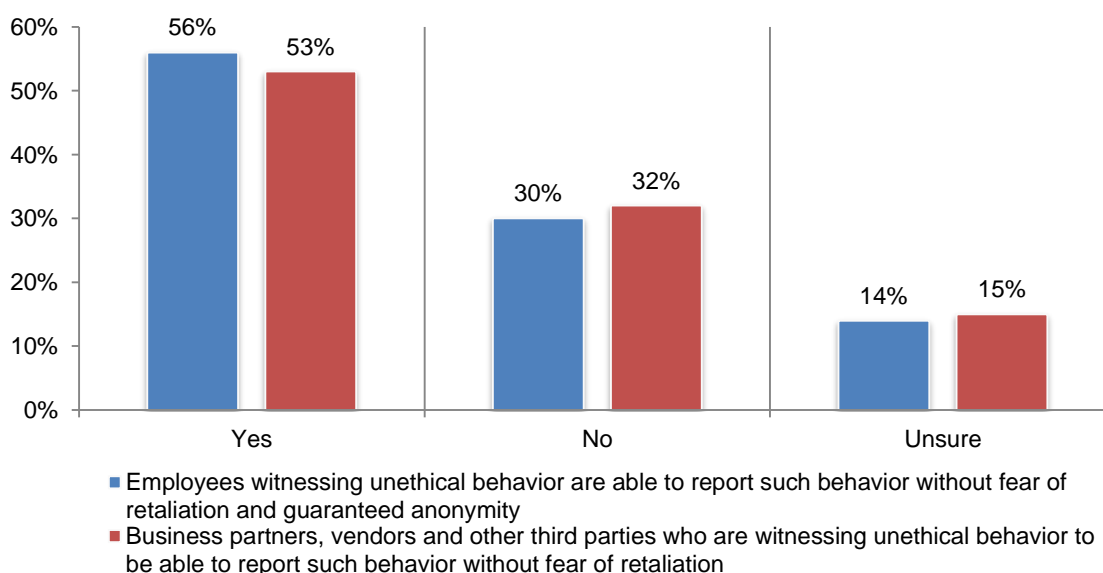 60%
50%
40%
30%
20%
10%
0%
56%
53%
30%
32%
14%
15%
Yes
No
Unsure
Employees witnessing unethical behavior are able to report such behavior without fear of
retaliation and guaranteed anonymity
Business partners, vendors and other third parties who are witnessing unethical behavior to
be able to report such behavior without fear of retaliation